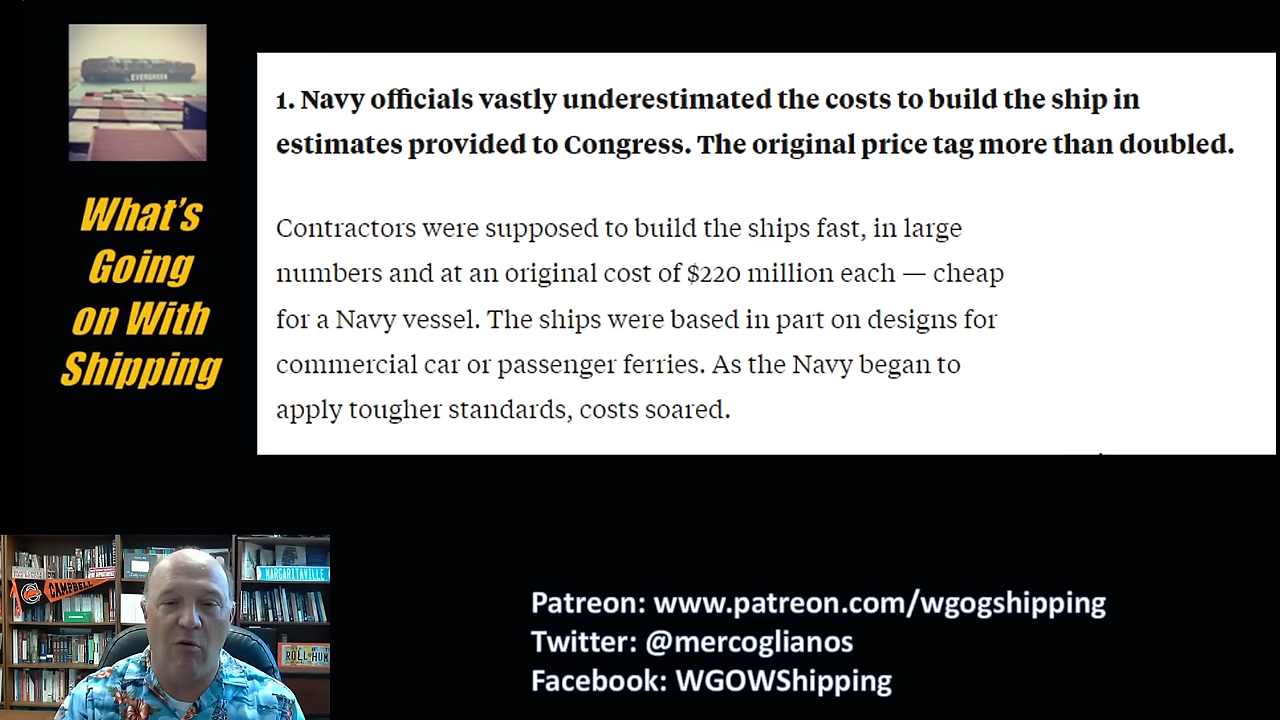 EVERGREEN
What's
Going
on With
Shipping
1. Navy officials vastly underestimated the costs to build the ship in
estimates provided to Congress. The original price tag more than doubled.
Contractors were supposed to build the ships fast, in large
numbers and at an original cost of $220 million each — cheap
for a Navy vessel. The ships were based in part on designs for
commercial car or passenger ferries. As the Navy began to
apply tougher standards, costs soared.
CAMPBELL
MARGARITAVILLE
Patreon: www.patreon.com/wgogshipping
Twitter: @mercoglianos
Facebook: WGOWShipping